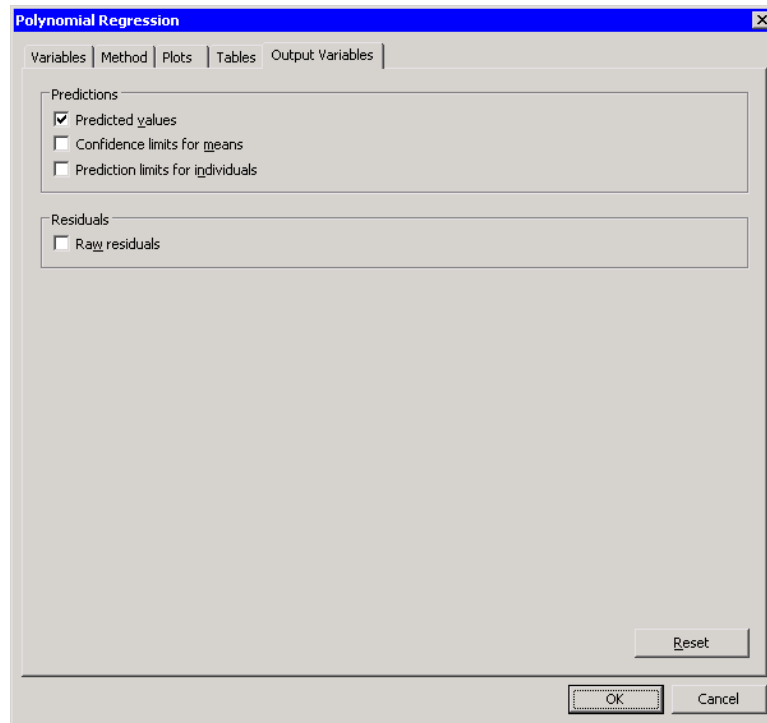 Polynomial Regression
Variables Method Plots Tables Output Variables
Predictions
Predicted values
Confidence limits for means
Prediction limits for individuals
Residuals
Raw residuals
Reset
OK Cancel